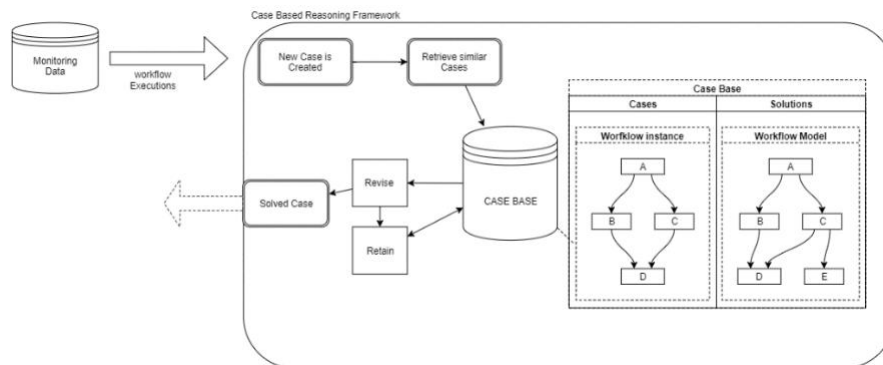 Case Based Reasoning Framework
Monitoring
Data
workflow
Executions
New Case is
Created
Retrieve similar
Cases
Case Base
Cases
Solutions
Worfklow instance
Workflow Model
A
B
C
D
A
B
C
D
E
CASE BASE
Revise
Retain
Solved Case